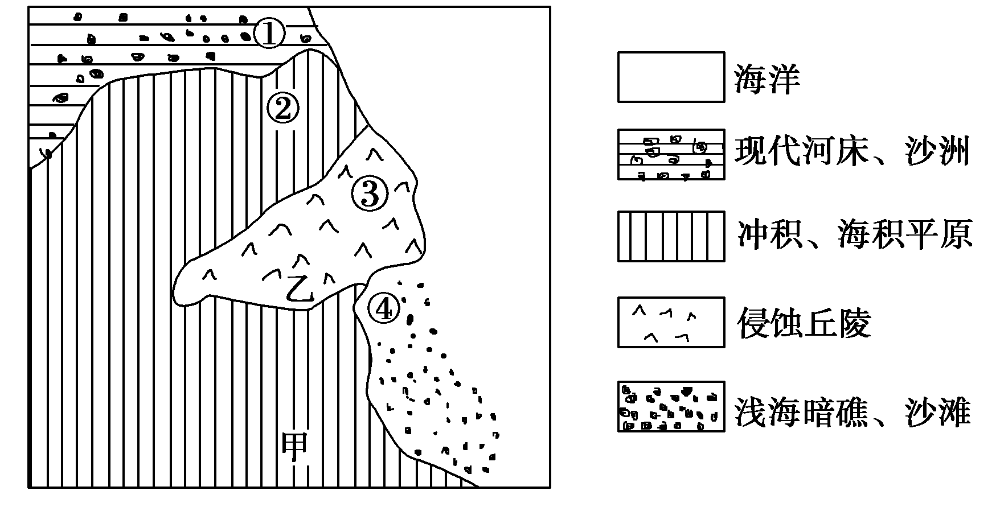 ①
②
③
乙
④
甲
海洋
现代河床、沙洲
冲积、海积平原
侵蚀丘陵
浅海暗礁、沙滩